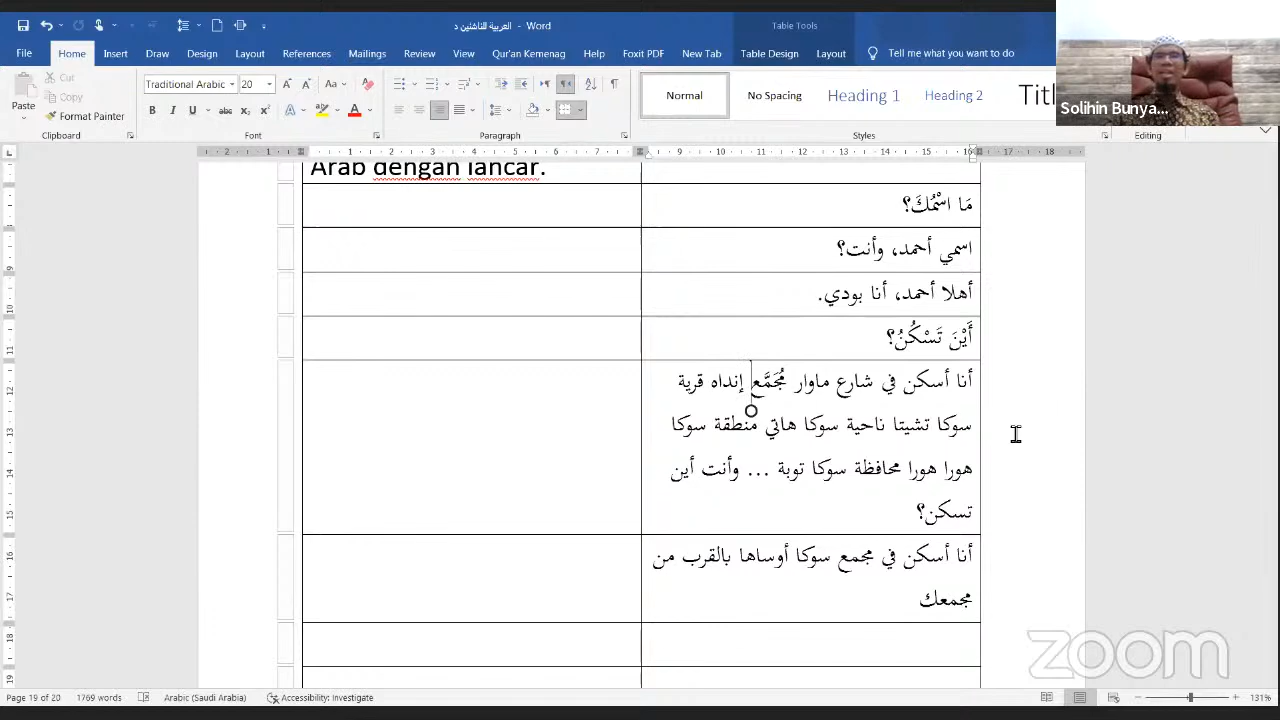 العربية للناشئين د - Word
Table Tools
File Home Insert Draw Design Layout References Mailings Review View Qur'an Kemenag Help Foxit PDF New Tab Table Design Layout Tell me what you want to do
Paste
Cut
Copy
Format Painter
Clipboard
Traditional Arabic 20
Font
Paragraph
Normal
No Spacing
Heading 1
Heading 2
Styles
Editing
Solihin Bunya...
Arab dengan lancar.
مَا اسْمُكَ؟
اسمي أحمد، وأنت؟
أهلا أحمد، أنا بودي.
أَيْنَ تَسْكُنُ؟
أنا أسكن في شارع ماوار مُجَمَّع إنداه قرية
سوكا تشيتا ناحية سوكا هاتي منطقة سوكا
هورا هورا محافظة سوكا توبة ... وأنت أين
تسكن؟
أنا أسكن في مجمع سوكا أوساها بالقرب من
مجمعك
zoom
Page 19 of 20 1769 words Arabic (Saudi Arabia) Accessibility: Investigate 131%